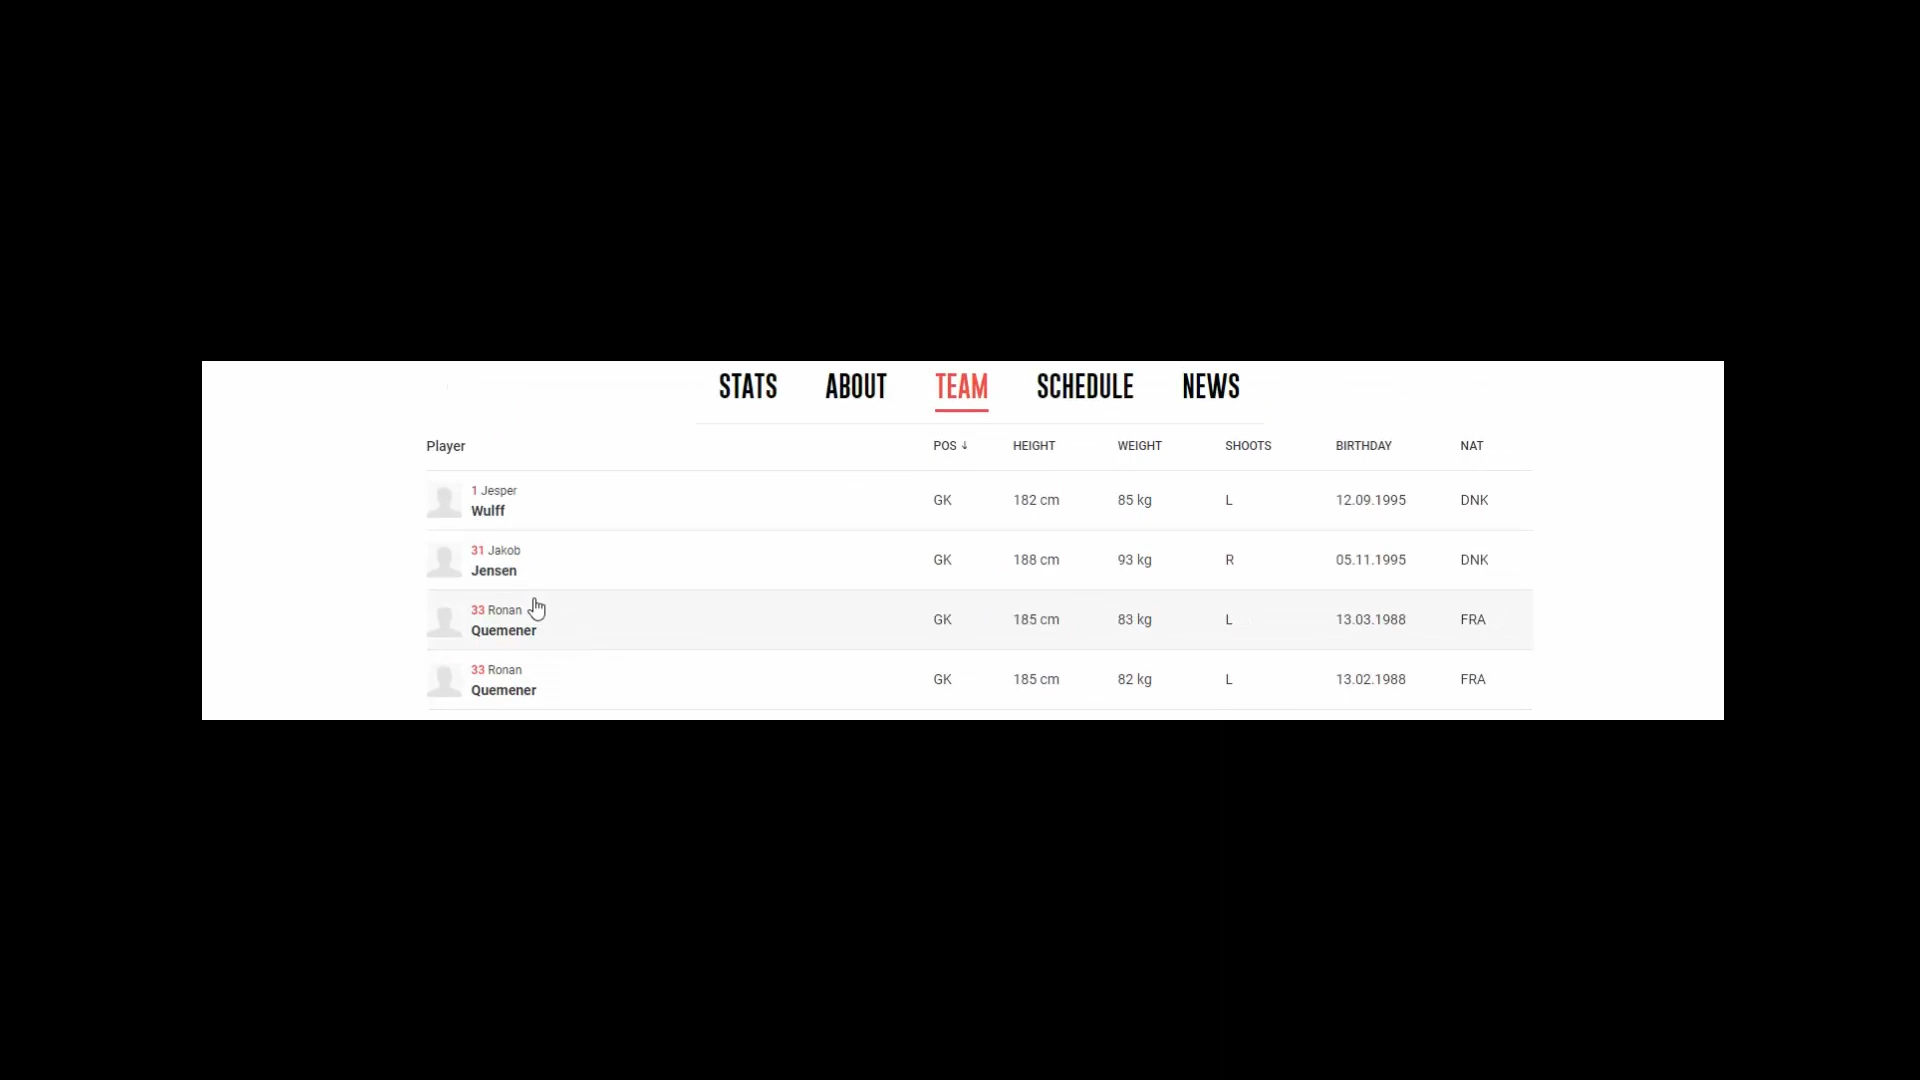 STATS ABOUT TEAM SCHEDULE NEWS
Player POS ↓ HEIGHT WEIGHT SHOOTS BIRTHDAY NAT
1 Jesper
Wulff GK 182 cm 85 kg L 12.09.1995 DNK
31 Jakob
Jensen GK 188 cm 93 kg R 05.11.1995 DNK
33 Ronan
Quemener GK 185 cm 83 kg L 13.03.1988 FRA
33 Ronan
Quemener GK 185 cm 82 kg L 13.02.1988 FRA